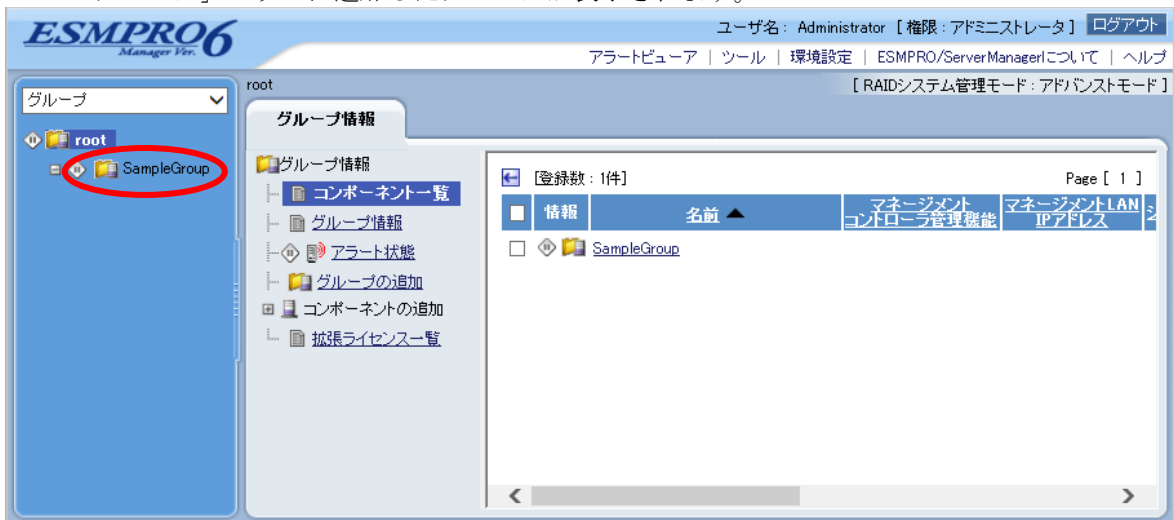 ESMPRO6
Manager Ver.
ユーザ名： Administrator [ 権限：アドミニストレータ ] ログアウト
アラートビューア | ツール | 環境設定 | ESMPRO/ServerManagerについて | ヘルプ
グループ
root
SampleGroup
root
[ RAIDシステム管理モード：アドバンストモード ]
グループ情報
グループ情報
コンポーネント一覧
グループ情報
アラート状態
グループの追加
コンポーネントの追加
拡張ライセンス一覧
[登録数：1件]
Page [ 1 ]
情報 名前 ▲ マネージメント コントローラ管理機能 マネージメントLAN IPアドレス
SampleGroup